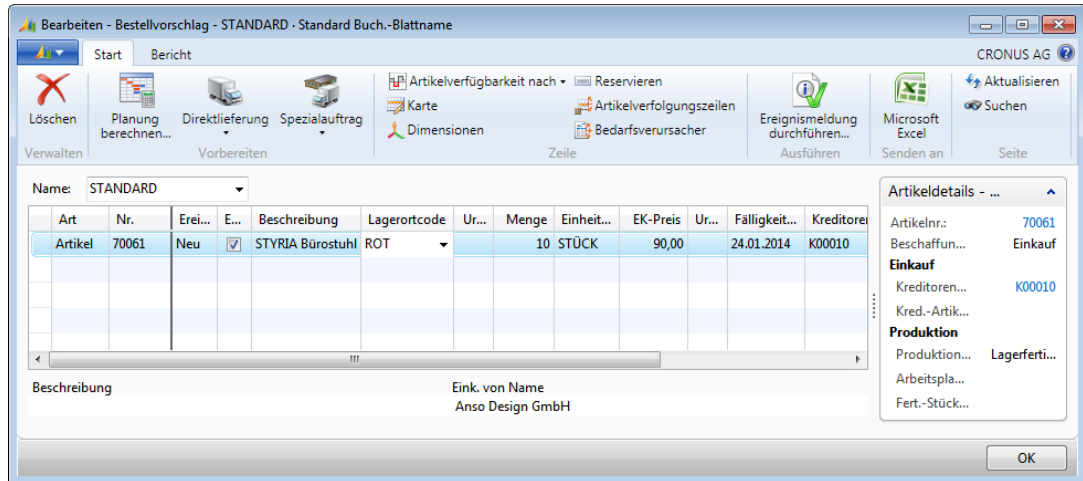 Bearbeiten - Bestellvorschlag - STANDARD · Standard Buch.-Blattname
Start Bericht CRONUS AG
Löschen
Planung berechnen...
Direktlieferung
Spezialauftrag
Artikelverfügbarkeit nach
Karte
Dimensionen
Reservieren
Artikelverfolgungszeilen
Bedarfsverursacher
Ereignismeldung durchführen...
Microsoft Excel
Aktualisieren
Suchen
Verwalten Vorbereiten Zeile Ausführen Senden an Seite
Name: STANDARD
Art Nr. Erei... E... Beschreibung Lagerortcode Ur... Menge Einheit... EK-Preis Ur... Fälligkeit... Kreditoren
Artikel 70061 Neu STYRIA Bürostuhl ROT 10 STÜCK 90,00 24.01.2014 K00010
Beschreibung Eink. von Name
Anso Design GmbH
Artikeldetails - ...
Artikelnr.: 70061
Beschaffun... Einkauf
Einkauf
Kreditoren... K00010
Kred.-Artik...
Produktion
Produktion... Lagerferti...
Arbeitspla...
Fert.-Stück...
OK